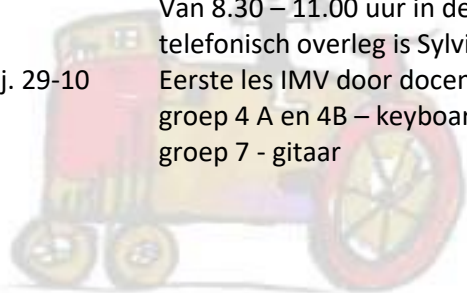 Van 8.30 – 11.00 uur in de
telefonisch overleg is Sylvi
j. 29-10 Eerste les IMV door docen
groep 4 A en 4B – keyboar
groep 7 - gitaar